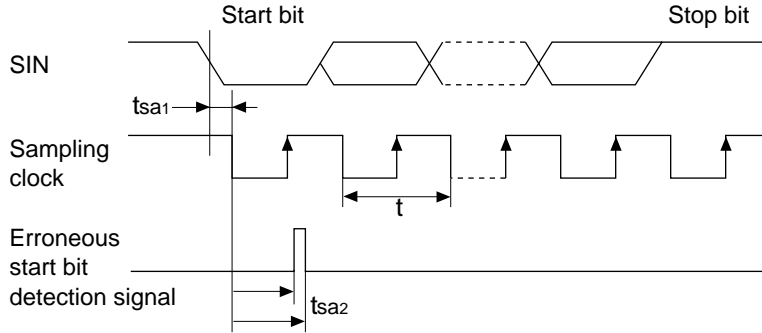 Start bit
Stop bit
SIN
tsa1
Sampling
clock
t
Erroneous
start bit
detection signal
tsa2